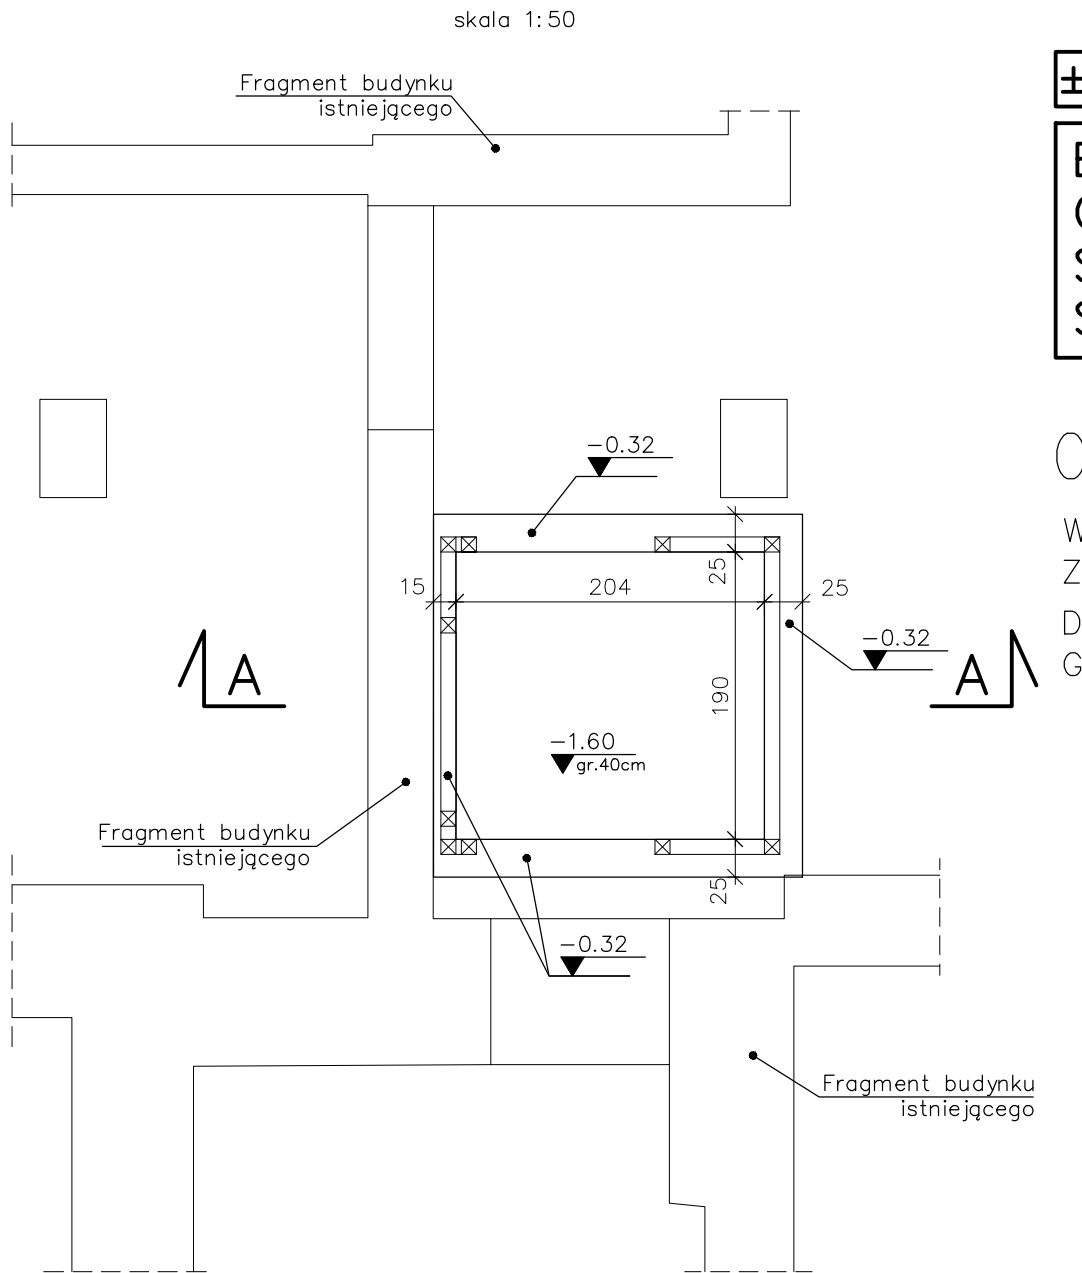 skala 1:50
Fragment budynku
istniejącego
±
-0.32
25
15
204
25
-0.32
A
A
190
-1.60
gr.40cm
Fragment budynku
istniejącego
25
-0.32
Fragment budynku
istniejącego
W
Z
D
G